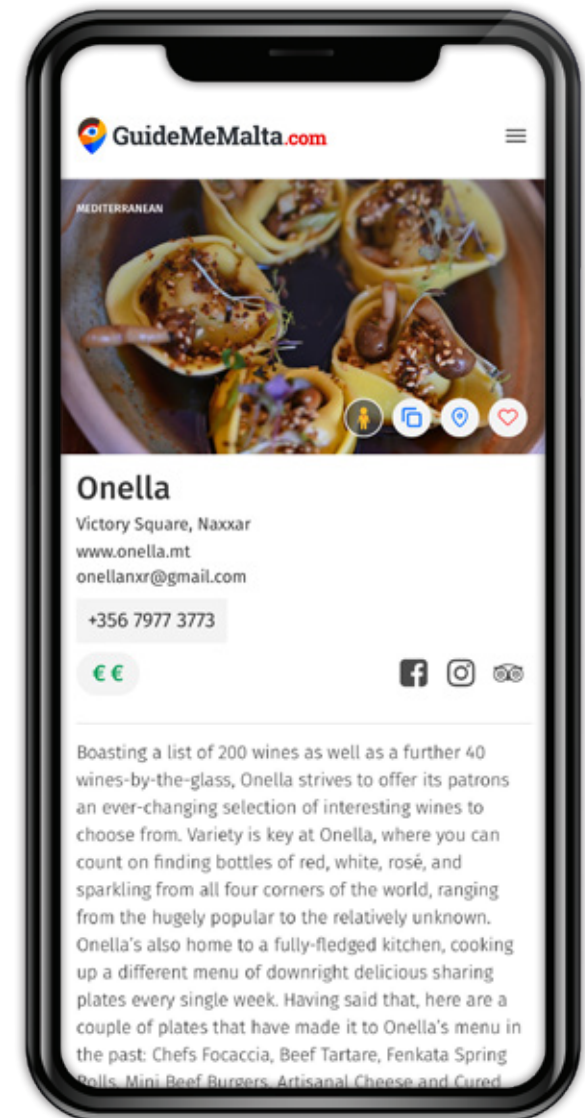 GuideMeMalta.com
MEDITERRANEAN
Onella
Victory Square, Naxxar
www.onella.mt
onellanxr@gmail.com
+356 7977 3773
€ €
Boasting a list of 200 wines as well as a further 40
wines-by-the-glass, Onella strives to offer its patrons
an ever-changing selection of interesting wines to
choose from. Variety is key at Onella, where you can
count on finding bottles of red, white, rosé, and
sparkling from all four corners of the world, ranging
from the hugely popular to the relatively unknown.
Onella's also home to a fully-fledged kitchen, cooking
up a different menu of downright delicious sharing
plates every single week. Having said that, here are a
couple of plates that have made it to Onella's menu in
the past: Chefs Focaccia, Beef Tartare, Fenkata Spring
Rolls, Mini Beef Burgers, Artisanal Cheese and Cured